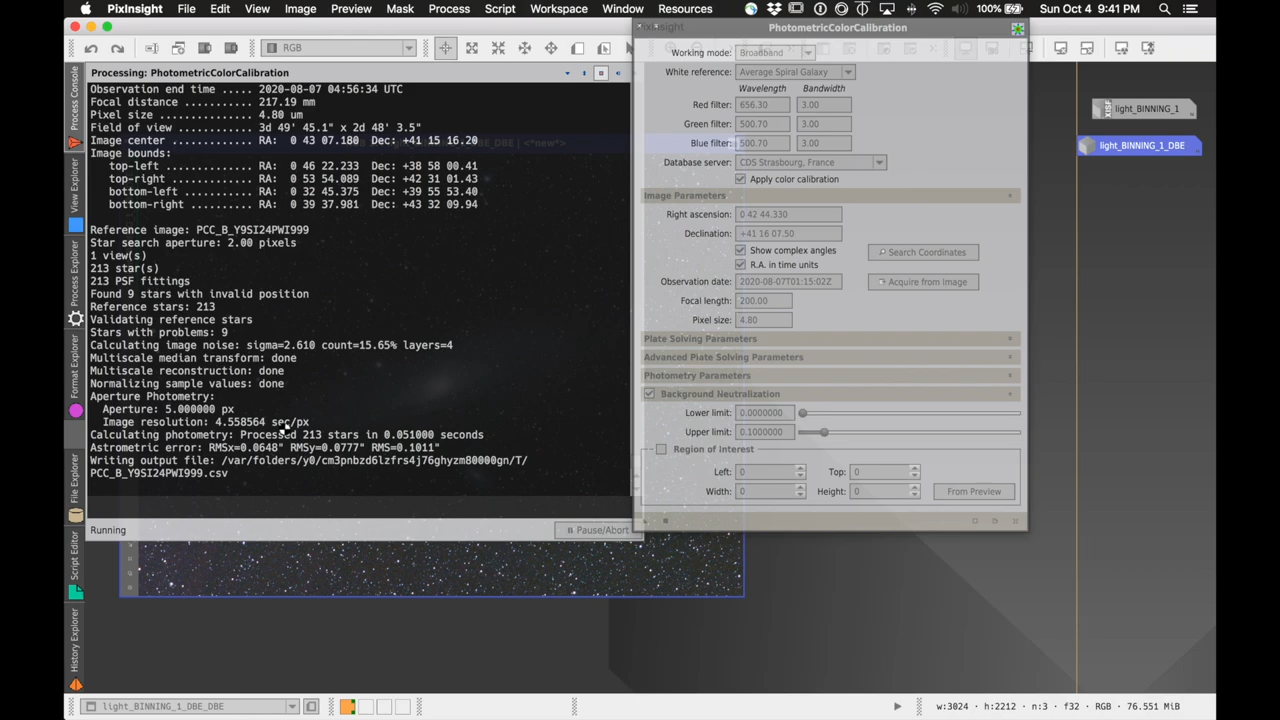 PixInsight File Edit View Image Preview Mask Process Script Workspace Window Resources 100% Sun Oct 4 9:41 PM
PixInsight
PhotometricColorCalibration
RGB
Processing: PhotometricColorCalibration
Process Console
View Explorer
Process Explorer
Format Explorer
File Explorer
Script Editor
History Explorer
Observation end time ..... 2020-08-07 04:56:34 UTC
Focal distance ........... 217.19 mm
Pixel size ............... 4.80 um
Field of view ............ 3d 49' 45.1" x 2d 48' 3.5"
Image center ............. RA: 0 43 07.180 Dec: +41 15 16.20
Image bounds:
top-left .............. RA: 0 46 22.233 Dec: +38 58 00.41
top-right ............. RA: 0 53 54.089 Dec: +42 31 01.43
bottom-left ........... RA: 0 32 45.375 Dec: +39 55 53.40
bottom-right .......... RA: 0 39 37.981 Dec: +43 32 09.94
Reference image: PCC_B_Y9SI24PWI999
Star search aperture: 2.00 pixels
1 view(s)
213 star(s)
213 PSF fittings
Found 9 stars with invalid position
Reference stars: 213
Validating reference stars
Stars with problems: 9
Calculating image noise: sigma=2.610 count=15.65% layers=4
Multiscale median transform: done
Multiscale reconstruction: done
Normalizing sample values: done
Aperture Photometry:
Aperture: 5.000000 px
Image resolution: 4.558564 sec/px
Calculating photometry: Processed 213 stars in 0.051000 seconds
Astrometric error: RMSx=0.0648" RMSy=0.0777" RMS=0.1011"
Writing output file: /var/folders/y0/cm3pnbzd6lzfrs4j76ghyzm80000gn/T/
PCC_B_Y9SI24PWI999.csv
Running
Pause/Abort
_DBE_DBE | <*new*>
Working mode: Broadband
White reference: Average Spiral Galaxy
Wavelength Bandwidth
Red filter: 656.30 3.00
Green filter: 500.70 3.00
Blue filter: 500.70 3.00
Database server: CDS Strasbourg, France
Apply color calibration
Image Parameters
Right ascension: 0 42 44.330
Declination: +41 16 07.50
Show complex angles
Search Coordinates
R.A. in time units
Observation date: 2020-08-07T01:15:02Z
Acquire from Image
Focal length: 200.00
Pixel size: 4.80
Plate Solving Parameters
Advanced Plate Solving Parameters
Photometry Parameters
Background Neutralization
Lower limit: 0.0000000
Upper limit: 0.1000000
Region of Interest
Left: 0 Top: 0
Width: 0 Height: 0 From Preview
light_BINNING_1
light_BINNING_1_DBE
light_BINNING_1_DBE_DBE
w:3024 h:2212 n:3 f32 RGB 76.551 MiB